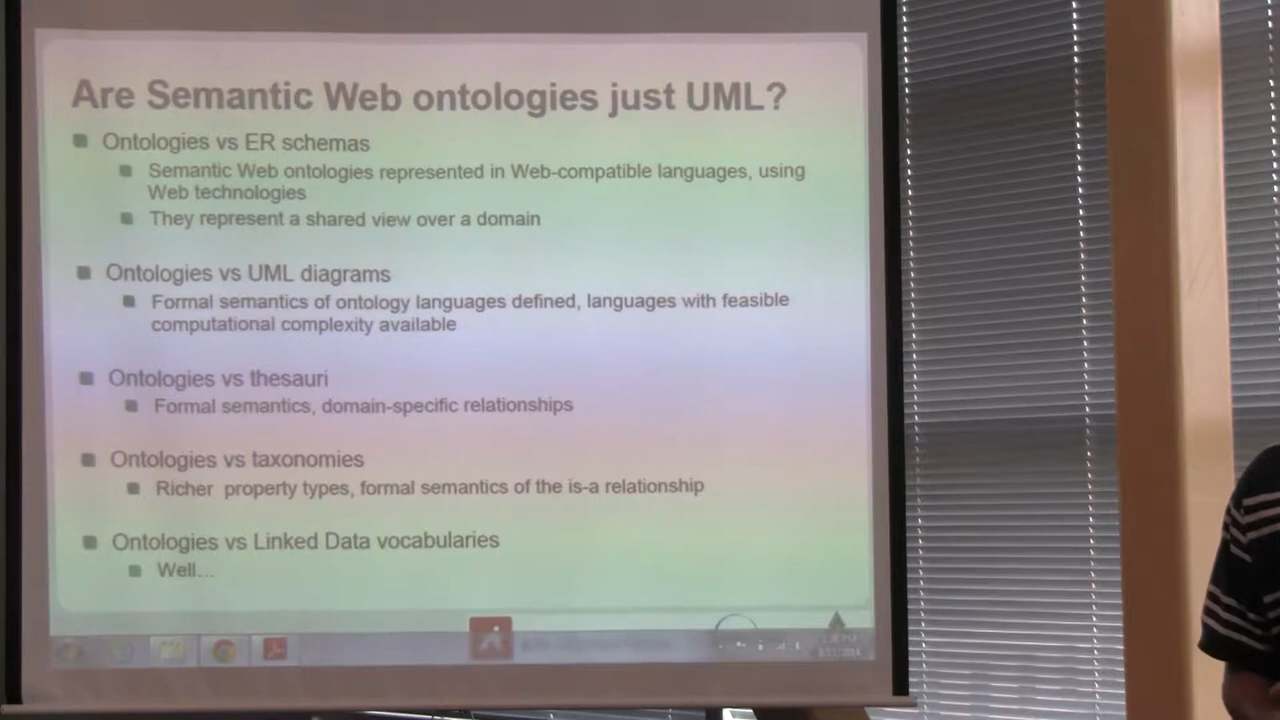 Are Semantic Web ontologies just UML?
Ontologies vs ER schemas
Semantic Web ontologies represented in Web-compatible languages, using
Web technologies
They represent a shared view over a domain
Ontologies vs UML diagrams
Formal semantics of ontology languages defined, languages with feasible
computational complexity available
Ontologies vs thesauri
Formal semantics, domain-specific relationships
Ontologies vs taxonomies
Richer property types, formal semantics of the is-a relationship
Ontologies vs Linked Data vocabularies
Well...